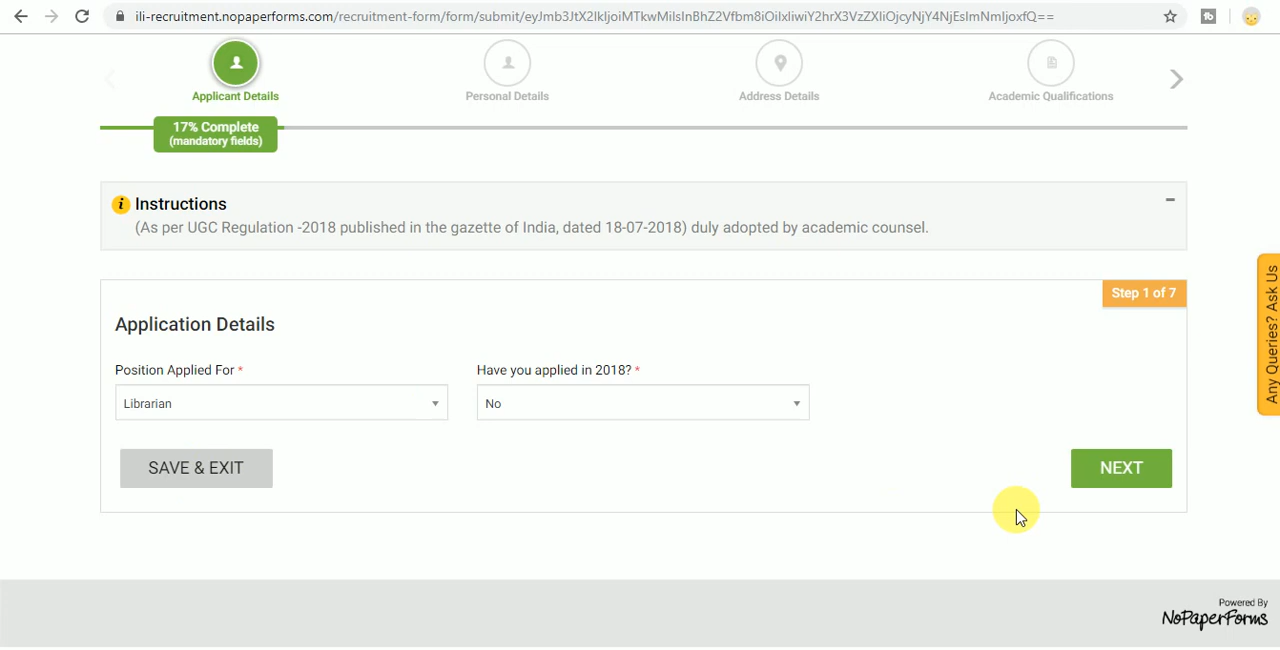 ili-recruitment.nopaperforms.com/recruitment-form/form/submit/
Applicant Details
Personal Details
Address Details
Academic Qualifications
17% Complete
(mandatory fields)
i Instructions
(As per UGC Regulation -2018 published in the gazette of India, dated 18-07-2018) duly adopted by academic counsel.
Step 1 of 7
Application Details
Position Applied For *
Have you applied in 2018? *
Librarian
No
SAVE & EXIT
NEXT
Any Queries? Ask Us
Powered By
NoPaperForms